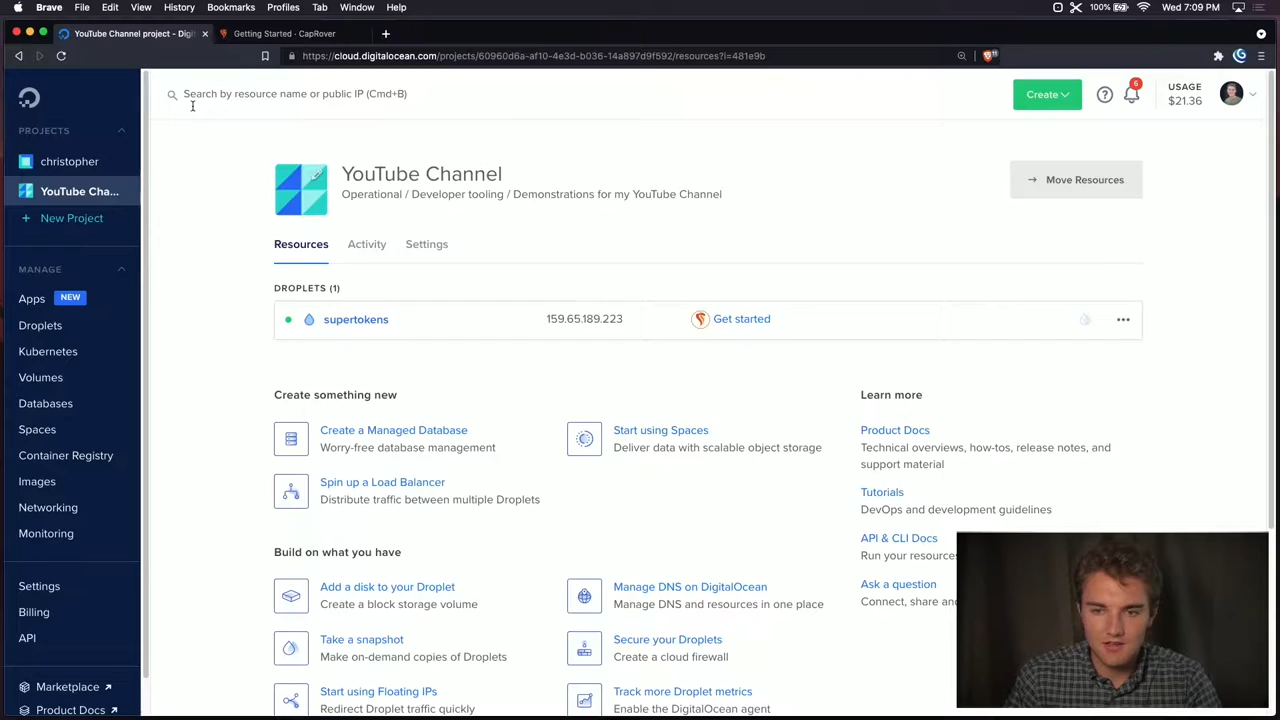 Brave File Edit View History Bookmarks Profiles Tab Window Help 100% Wed 7:09 PM
YouTube Channel project - Digit Getting Started - CapRover
https://cloud.digitalocean.com/projects/60960d6a-af10-4e3d-b036-14a897d9f592/resources?i=481e9b
Search by resource name or public IP (Cmd+B)
Create
6
USAGE
$21.36
PROJECTS
christopher
YouTube Cha...
+ New Project
MANAGE
Apps NEW
Droplets
Kubernetes
Volumes
Databases
Spaces
Container Registry
Images
Networking
Monitoring
Settings
Billing
API
Marketplace ↗
Product Docs ↗
YouTube Channel
Operational / Developer tooling / Demonstrations for my YouTube Channel
→ Move Resources
Resources Activity Settings
DROPLETS (1)
supertokens 159.65.189.223 Get started
Create something new
Create a Managed Database
Worry-free database management
Start using Spaces
Deliver data with scalable object storage
Spin up a Load Balancer
Distribute traffic between multiple Droplets
Build on what you have
Add a disk to your Droplet
Create a block storage volume
Manage DNS on DigitalOcean
Manage DNS and resources in one place
Take a snapshot
Make on-demand copies of Droplets
Secure your Droplets
Create a cloud firewall
Start using Floating IPs
Redirect Droplet traffic quickly
Track more Droplet metrics
Enable the DigitalOcean agent
Learn more
Product Docs
Technical overviews, how-tos, release notes, and
support material
Tutorials
DevOps and development guidelines
API & CLI Docs
Run your resources
Ask a question
Connect, share and